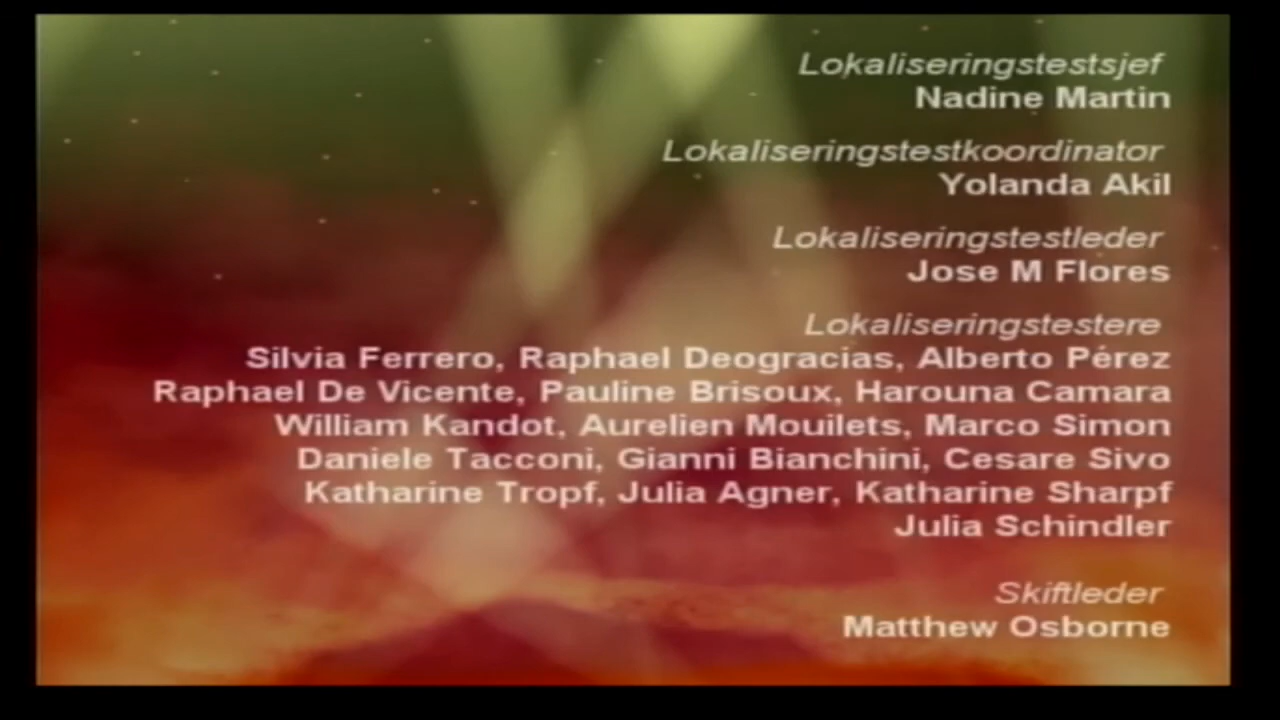 Lokaliseringstestsjef
Nadine Martin
Lokaliseringstestkoordinator
Yolanda Akil
Lokaliseringstestleder
Jose M Flores
Lokaliseringstestere
Silvia Ferrero, Raphael Deogracias, Alberto Pérez
Raphael De Vicente, Pauline Brisoux, Harouna Camara
William Kandot, Aurelien Mouilets, Marco Simon
Daniele Tacconi, Gianni Bianchini, Cesare Sivo
Katharine Tropf, Julia Agner, Katharine Sharpf
Julia Schindler
Skiftleder
Matthew Osborne